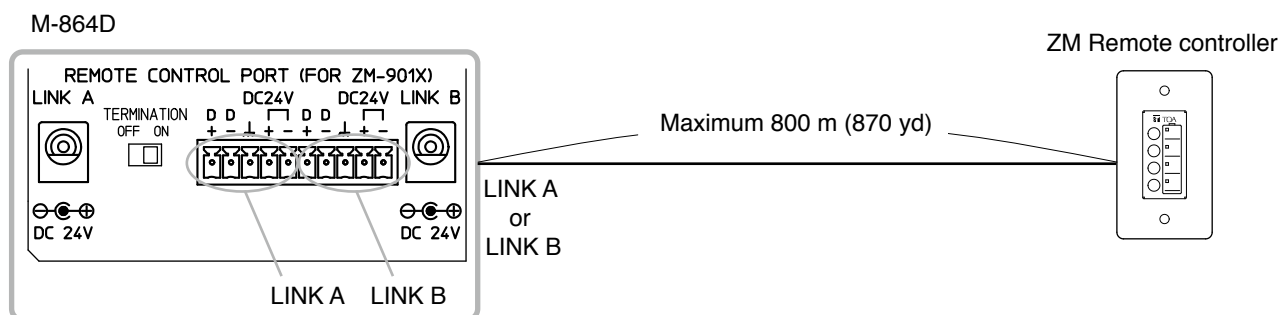 M-864D
ZM Remote controller
REMOTE CONTROL PORT (FOR ZM-901X)
LINK A
DC24V
DC24V
LINK B
TERMINATION
OFF ON
D D
+ - ⊥ + -
D D
+ - ⊥ + -
TOA
Maximum 800 m (870 yd)
LINK A
or
LINK B
⊖ ⊕
DC 24V
⊖ ⊕
DC 24V
LINK A
LINK B